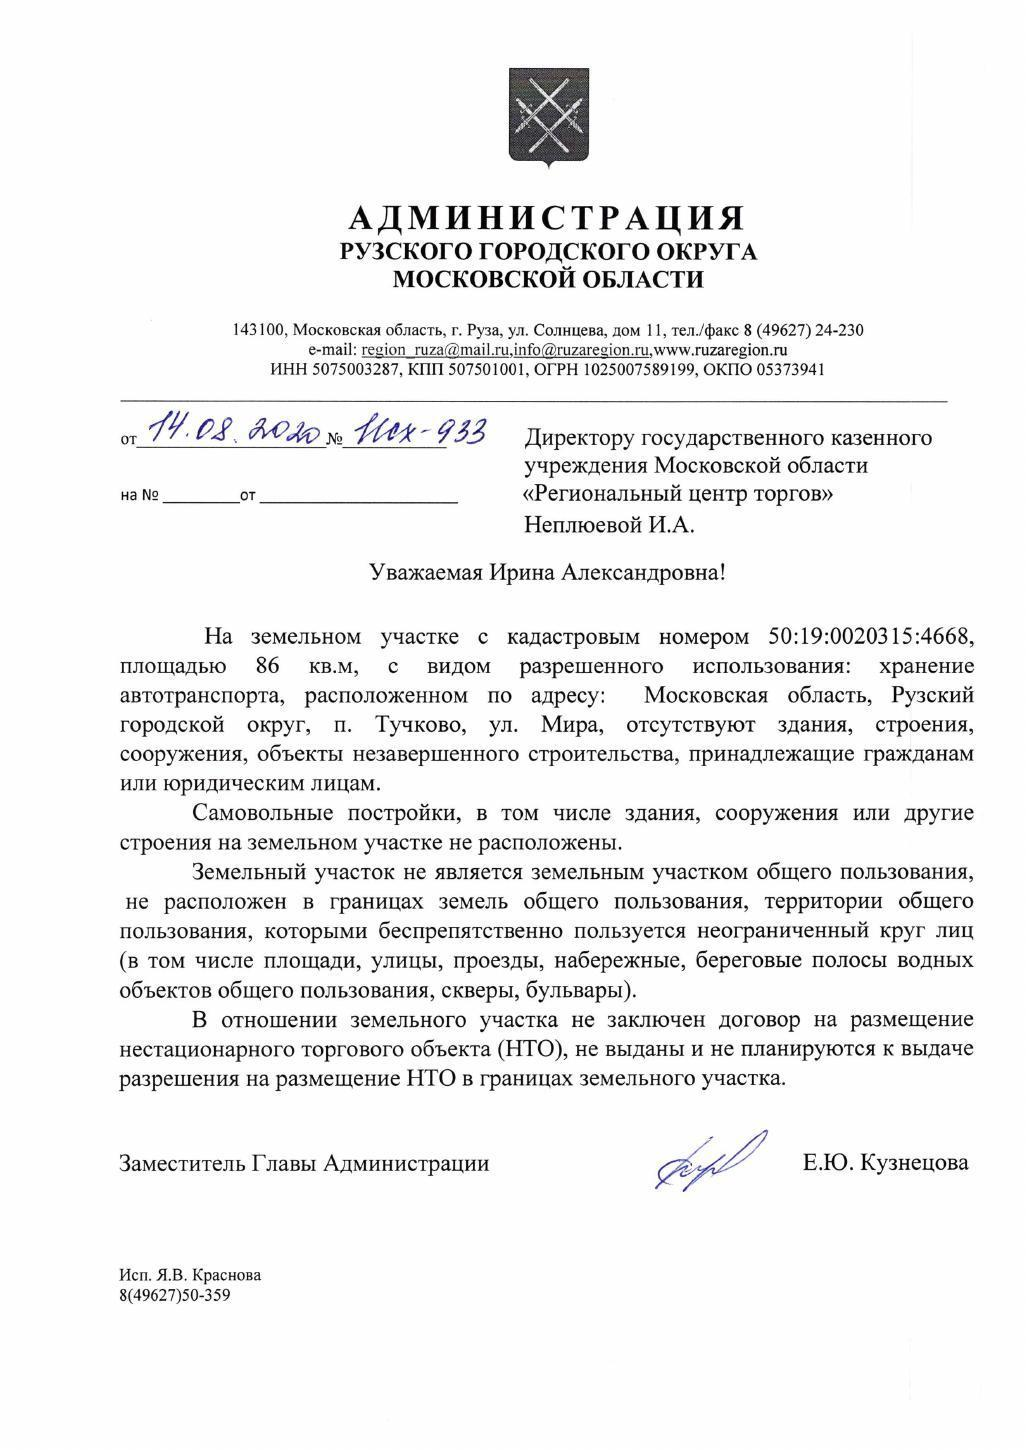 АДМИНИСТРАЦИЯ
РУЗСКОГО ГОРОДСКОГО ОКРУГА
МОСКОВСКОЙ ОБЛАСТИ
143100, Московская область, г. Руза, ул. Солнцева, дом 11, тел./факс 8 (49627) 24-230
e-mail: region_ruza@mail.ru,info@ruzaregion.ru,www.ruzaregion.ru
ИНН 5075003287, КПП 507501001, ОГРН 1025007589199, ОКПО 05373941
от 14.08.2020 № Исх-933
на № _________от _______________________
Директору государственного казенного
учреждения Московской области
«Региональный центр торгов»
Неплюевой И.А.
Уважаемая Ирина Александровна!
На земельном участке с кадастровым номером 50:19:0020315:4668,
площадью 86 кв.м, с видом разрешенного использования: хранение
автотранспорта, расположенном по адресу: Московская область, Рузский
городской округ, п. Тучково, ул. Мира, отсутствуют здания, строения,
сооружения, объекты незавершенного строительства, принадлежащие гражданам
или юридическим лицам.
Самовольные постройки, в том числе здания, сооружения или другие
строения на земельном участке не расположены.
Земельный участок не является земельным участком общего пользования,
не расположен в границах земель общего пользования, территории общего
пользования, которыми беспрепятственно пользуется неограниченный круг лиц
(в том числе площади, улицы, проезды, набережные, береговые полосы водных
объектов общего пользования, скверы, бульвары).
В отношении земельного участка не заключен договор на размещение
нестационарного торгового объекта (НТО), не выданы и не планируются к выдаче
разрешения на размещение НТО в границах земельного участка.
Заместитель Главы Администрации
Е.Ю. Кузнецова
Исп. Я.В. Краснова
8(49627)50-359